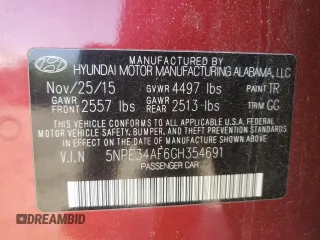 MANUFACTURED BY
HYUNDAI MOTOR MANUFACTURING ALABAMA, LLC
Nov/25/15 GVWR 4497 lbs PAINT TR
GAWR FRONT 2557 lbs GAWR REAR 2513 lbs TRIM GC
THIS VEHICLE CONFORMS TO ALL APPLICABLE
U.S. FEDERAL MOTOR VEHICLE SAFETY, BUMPER,
AND THEFT PREVENTION STANDARDS IN EFFECT ON
THE DATE OF MANUFACTURE SHOWN ABOVE.
V.I.N 5NPE34AF6GH354691
PASSENGER CAR
DREAMBID